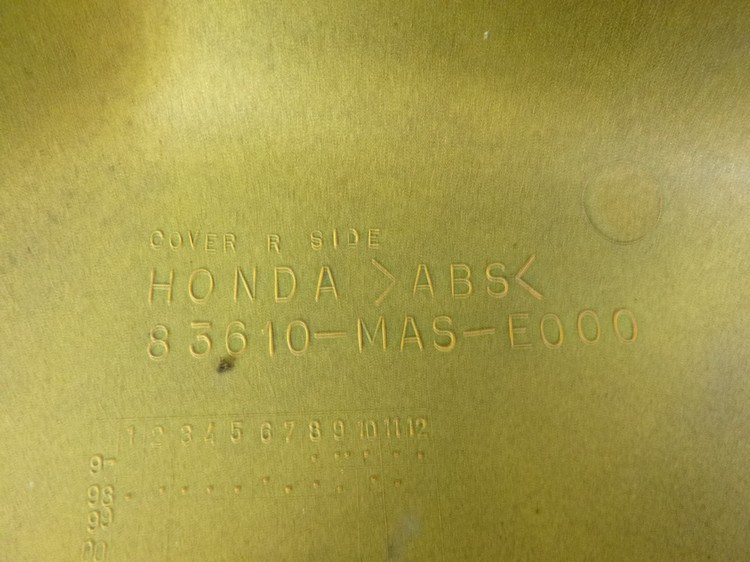 COVER R SIDE
HONDA >ABS<
83610-MAS-E000
1 2 3 4 5 6 7 8 9 10 11 12
98
99
00